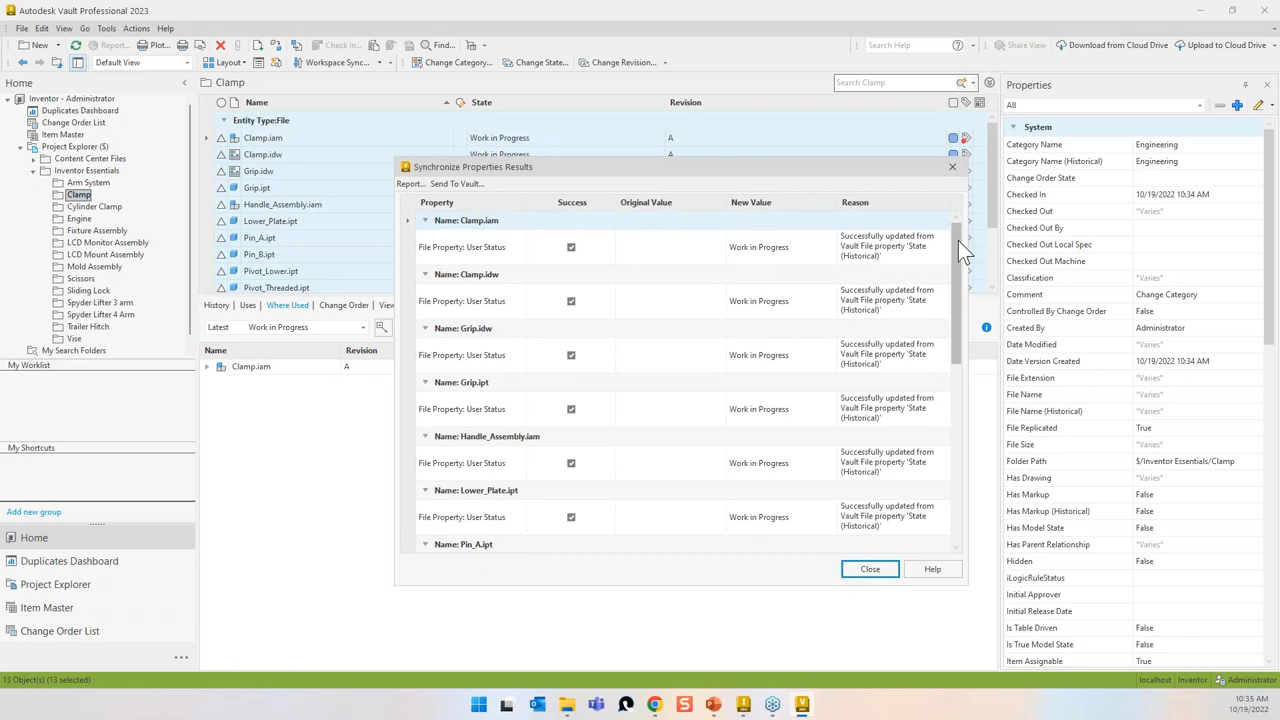 Autodesk Vault Professional 2023
File Edit View Go Tools Actions Help
New Report... Plot... Check In... Find... Search Help Share View Download from Cloud Drive Upload to Cloud Drive
Default View Layout Workspace Sync... Change Category... Change State... Change Revision...
Home
Inventor - Administrator
Duplicates Dashboard
Change Order List
Item Master
Project Explorer ($)
Content Center Files
Inventor Essentials
Arm System
Clamp
Cylinder Clamp
Engine
Fixture Assembly
LCD Monitor Assembly
LCD Mount Assembly
Mold Assembly
Scissors
Sliding Lock
Spyder Lifter 3 arm
Spyder Lifter 4 Arm
Trailer Hitch
Vise
My Search Folders
My Worklist
My Shortcuts
Add new group
Home
Duplicates Dashboard
Project Explorer
Item Master
Change Order List
Clamp
Search Clamp
Name State Revision
Entity Type:File
Clamp.iam Work in Progress A
Clamp.idw Work in Progress A
Grip.idw
Grip.ipt
Handle_Assembly.iam
Lower_Plate.ipt
Pin_A.ipt
Pin_B.ipt
Pivot_Lower.ipt
Pivot_Threaded.ipt
History Uses Where Used Change Order View
Latest Work in Progress
Name Revision
Clamp.iam A
Synchronize Properties Results
Report... Send To Vault...
Property Success Original Value New Value Reason
Name: Clamp.iam
File Property: User Status Work in Progress
Successfully updated from
Vault File property 'State
(Historical)'
Name: Clamp.idw
File Property: User Status Work in Progress
Successfully updated from
Vault File property 'State
(Historical)'
Name: Grip.idw
File Property: User Status Work in Progress
Successfully updated from
Vault File property 'State
(Historical)'
Name: Grip.ipt
File Property: User Status Work in Progress
Successfully updated from
Vault File property 'State
(Historical)'
Name: Handle_Assembly.iam
File Property: User Status Work in Progress
Successfully updated from
Vault File property 'State
(Historical)'
Name: Lower_Plate.ipt
File Property: User Status Work in Progress
Successfully updated from
Vault File property 'State
(Historical)'
Name: Pin_A.ipt
Close Help
Properties
All
System
Category Name Engineering
Category Name (Historical) Engineering
Change Order State
Checked In 10/19/2022 10:34 AM
Checked Out *Varies*
Checked Out By
Checked Out Local Spec
Checked Out Machine
Classification *Varies*
Comment Change Category
Controlled By Change Order False
Created By Administrator
Date Modified *Varies*
Date Version Created 10/19/2022 10:34 AM
File Extension *Varies*
File Name *Varies*
File Name (Historical) *Varies*
File Replicated True
File Size *Varies*
Folder Path $/Inventor Essentials/Clamp
Has Drawing *Varies*
Has Markup False
Has Markup (Historical) False
Has Model State False
Has Parent Relationship *Varies*
Hidden False
iLogicRuleStatus
Initial Approver
Initial Release Date
Is Table Driven False
Is True Model State False
Item Assignable True
13 Object(s) (13 selected) localhost Inventor Administrator
10:35 AM
10/19/2022